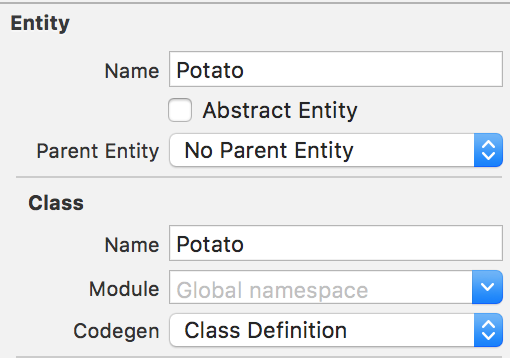 Entity
Name Potato
Abstract Entity
Parent Entity No Parent Entity
Class
Name Potato
Module Global namespace
Codegen Class Definition